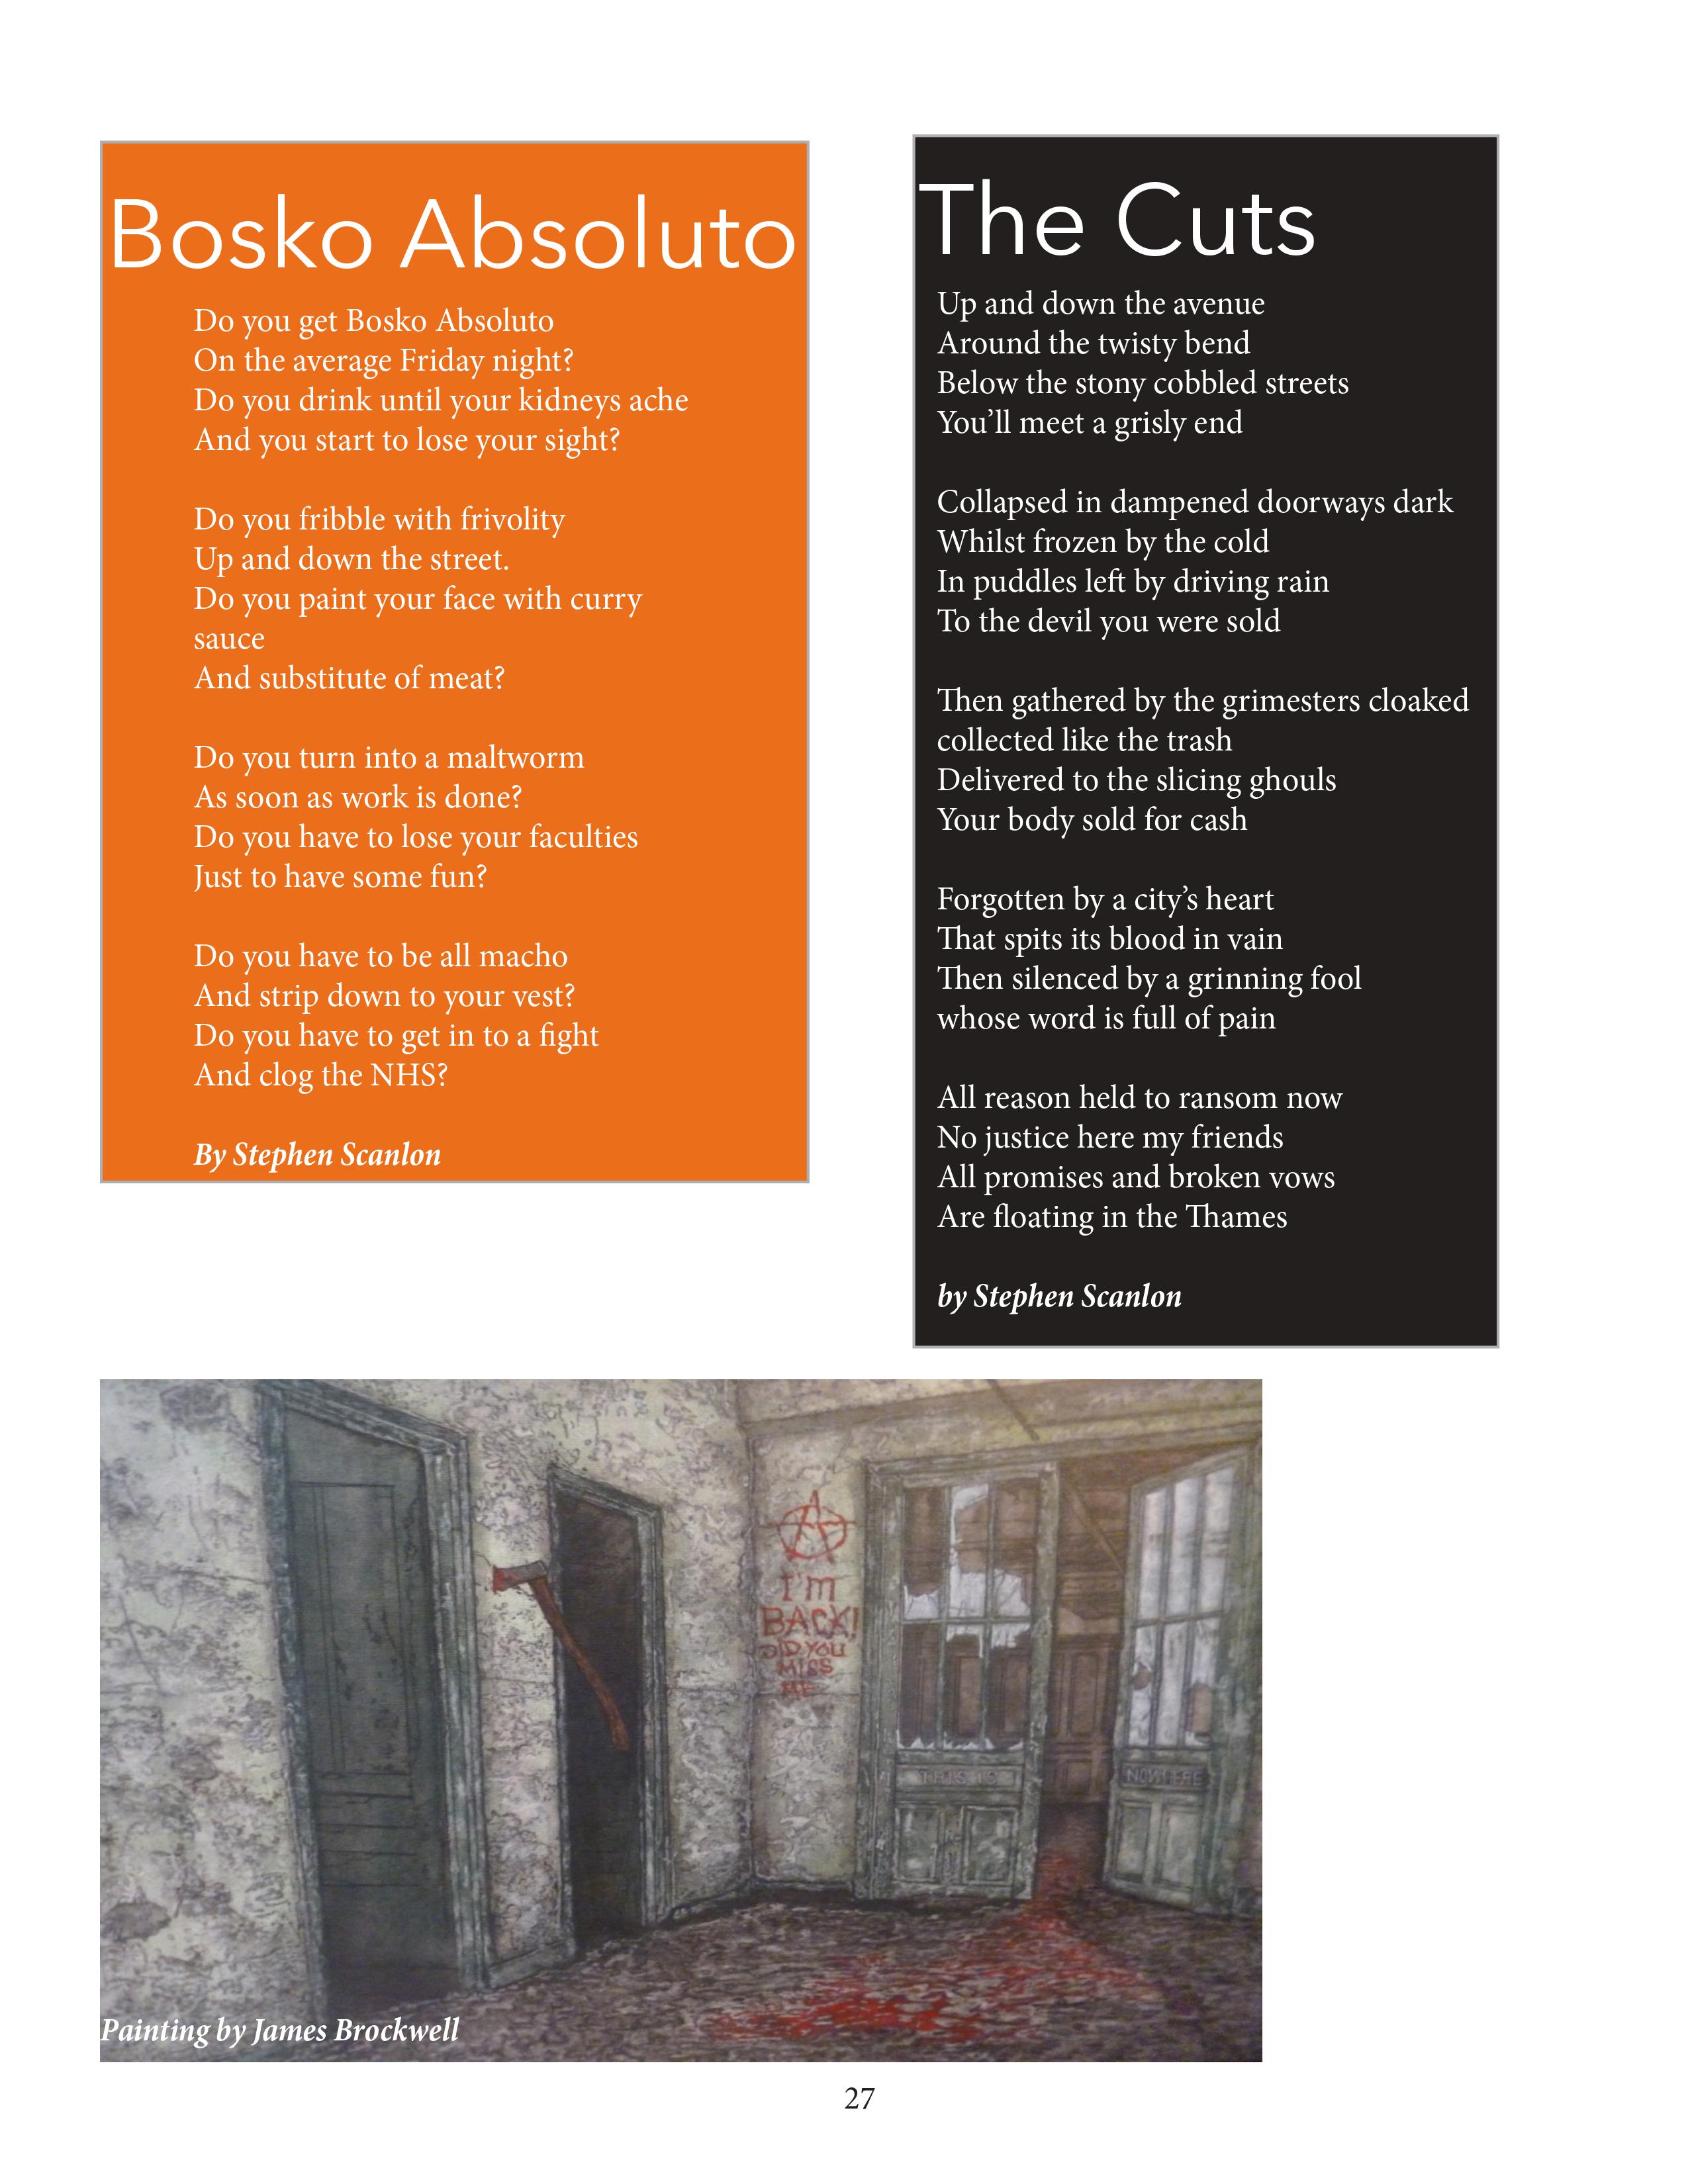 Bosko Absoluto
Do you get Bosko Absoluto
On the average Friday night?
Do you drink until your kidneys ache
And you start to lose your sight?
Do you fribble with frivolity
Up and down the street.
Do you paint your face with curry
sauce
And substitute of meat?
Do you turn into a maltworm
As soon as work is done?
Do you have to lose your faculties
Just to have some fun?
Do you have to be all macho
And strip down to your vest?
Do you have to get in to a fight
And clog the NHS?
By Stephen Scanlon
The Cuts
Up and down the avenue
Around the twisty bend
Below the stony cobbled streets
You’ll meet a grisly end
Collapsed in dampened doorways dark
Whilst frozen by the cold
In puddles left by driving rain
To the devil you were sold
Then gathered by the grimesters cloaked
collected like the trash
Delivered to the slicing ghouls
Your body sold for cash
Forgotten by a city’s heart
That spits its blood in vain
Then silenced by a grinning fool
whose word is full of pain
All reason held to ransom now
No justice here my friends
All promises and broken vows
Are floating in the Thames
by Stephen Scanlon
I'M
BACK!
DID YOU
MISS
ME
THIS IS
NOWHERE
Painting by James Brockwell
27